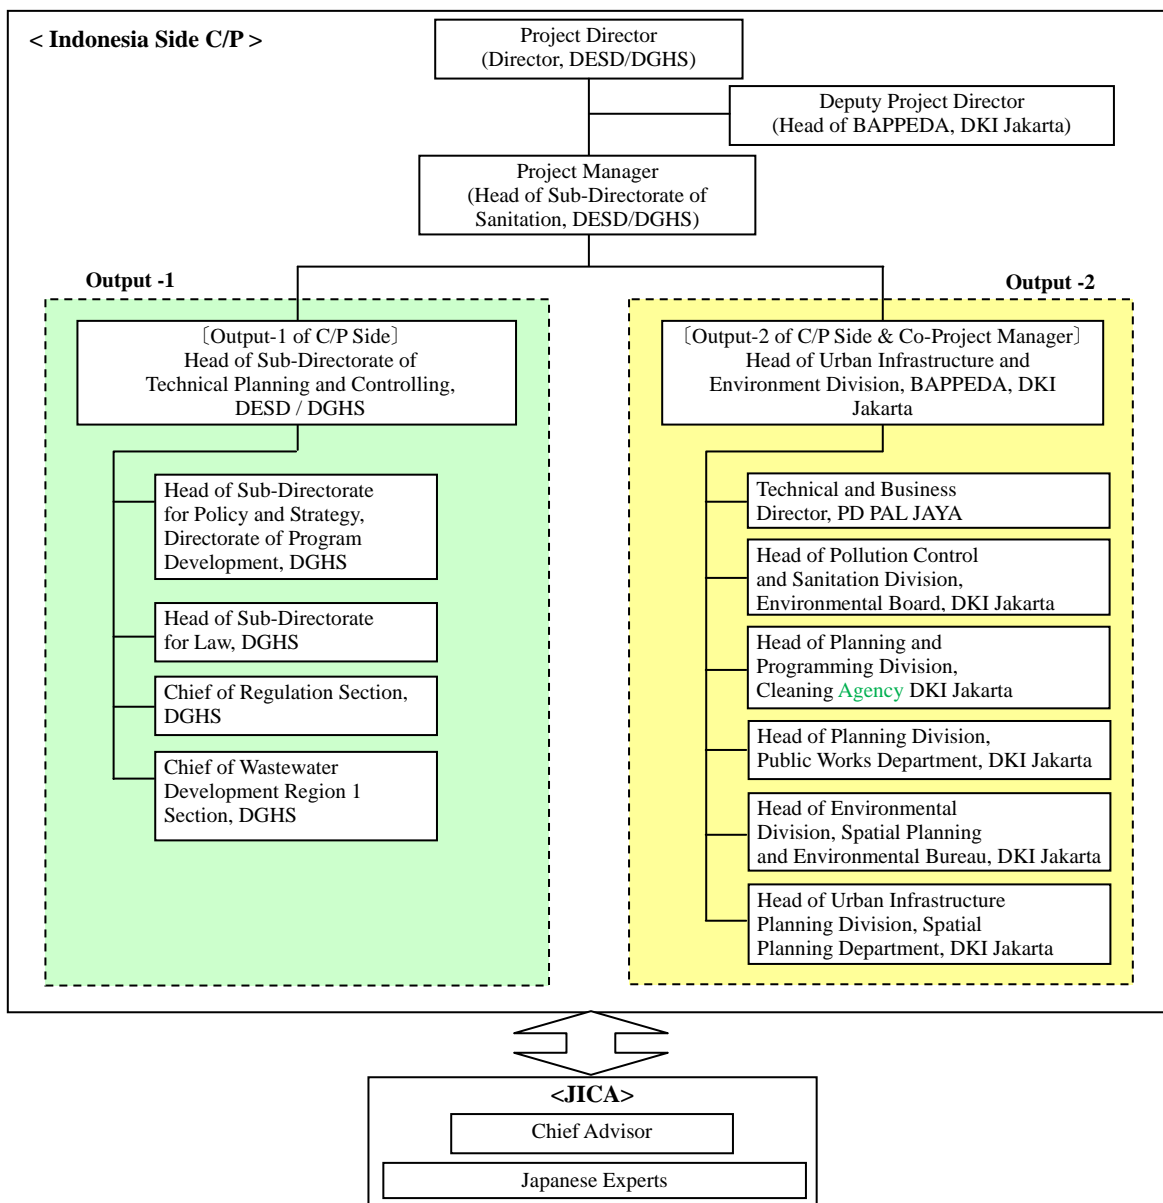 < Indonesia Side C/P >
Project Director
(Director, DESD/DGHS)
Deputy Project Director
(Head of BAPPEDA, DKI Jakarta)
Project Manager
(Head of Sub-Directorate of
Sanitation, DESD/DGHS)
Output -1
〔Output-1 of C/P Side〕
Head of Sub-Directorate of
Technical Planning and Controlling,
DESD / DGHS
Head of Sub-Directorate
for Policy and Strategy,
Directorate of Program
Development, DGHS
Head of Sub-Directorate
for Law, DGHS
Chief of Regulation Section,
DGHS
Chief of Wastewater
Development Region 1
Section, DGHS
Output -2
〔Output-2 of C/P Side & Co-Project Manager〕
Head of Urban Infrastructure and
Environment Division, BAPPEDA, DKI
Jakarta
Technical and Business
Director, PD PAL JAYA
Head of Pollution Control
and Sanitation Division,
Environmental Board, DKI Jakarta
Head of Planning and
Programming Division,
Cleaning Agency DKI Jakarta
Head of Planning Division,
Public Works Department, DKI Jakarta
Head of Environmental
Division, Spatial Planning
and Environmental Bureau, DKI Jakarta
Head of Urban Infrastructure
Planning Division, Spatial
Planning Department, DKI Jakarta
<JICA>
Chief Advisor
Japanese Experts